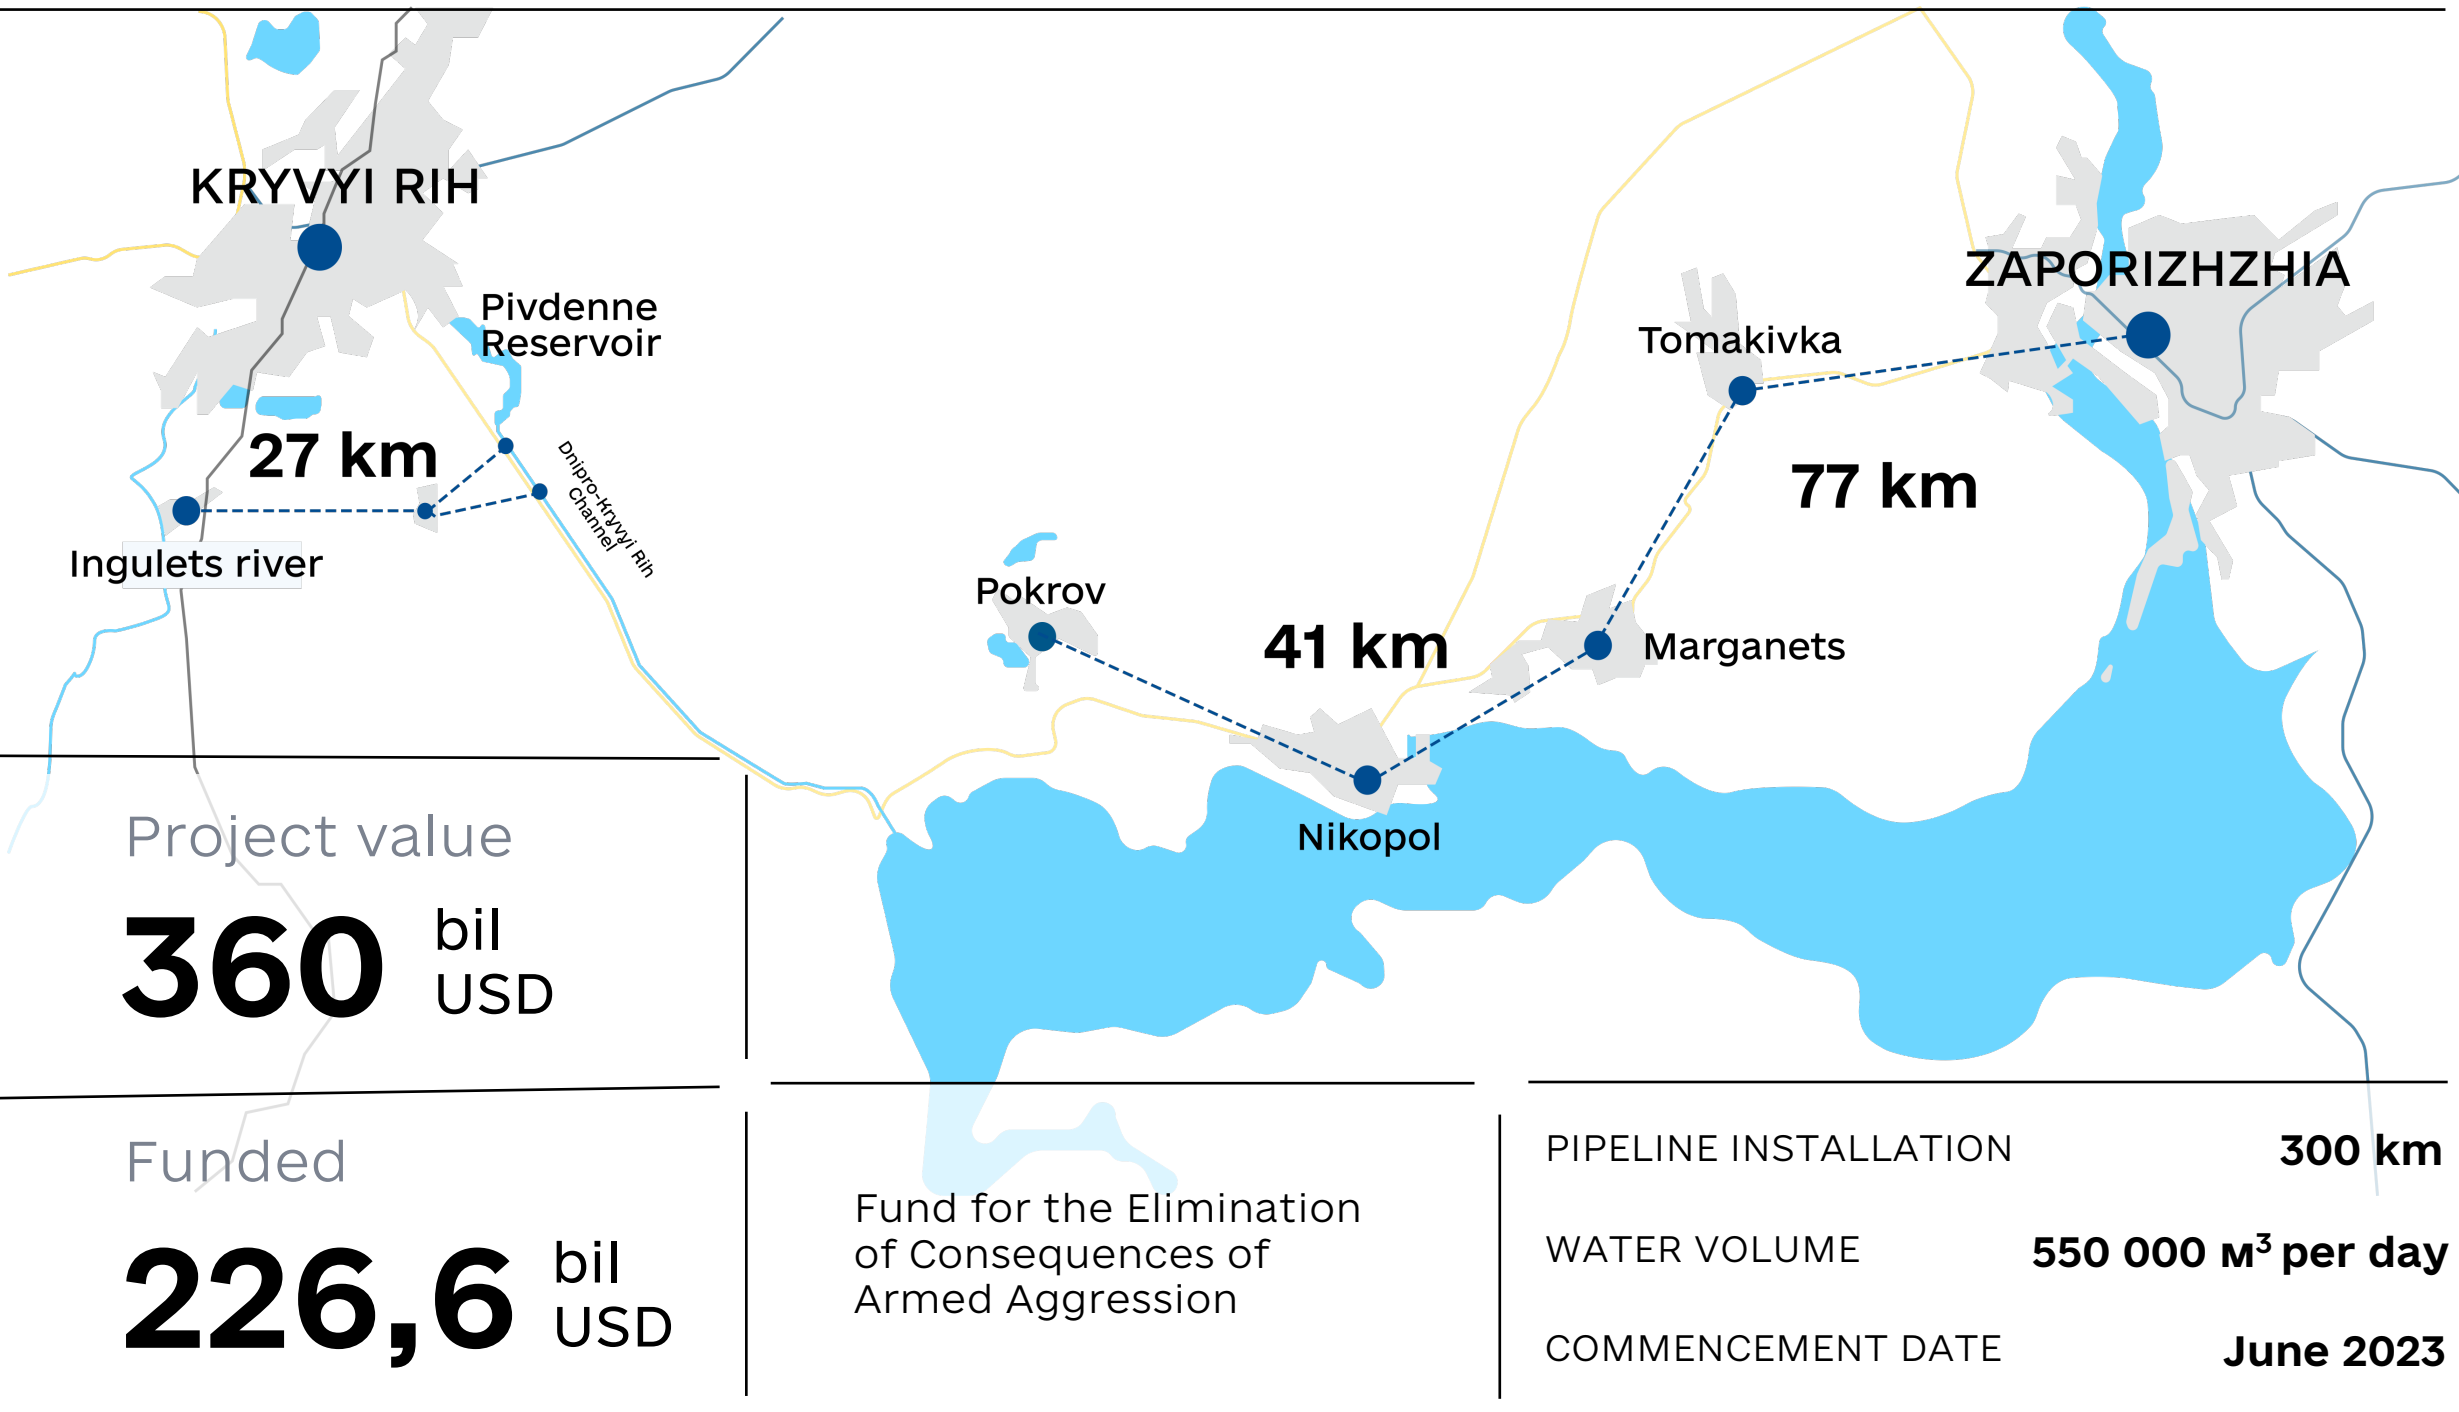 KRYVYI RIH
Pivdenne
Reservoir
ZAPORIZHZHIA
Tomakivka
27 km
Dnipro-Kryvyi Rih
Channel
77 km
Ingulets river
Pokrov
41 km
Marganets
Nikopol
Project value
360 bil
USD
Funded
226,6 bil
USD
Fund for the Elimination
of Consequences of
Armed Aggression
PIPELINE INSTALLATION 300 km
WATER VOLUME 550 000 м³ per day
COMMENCEMENT DATE June 2023